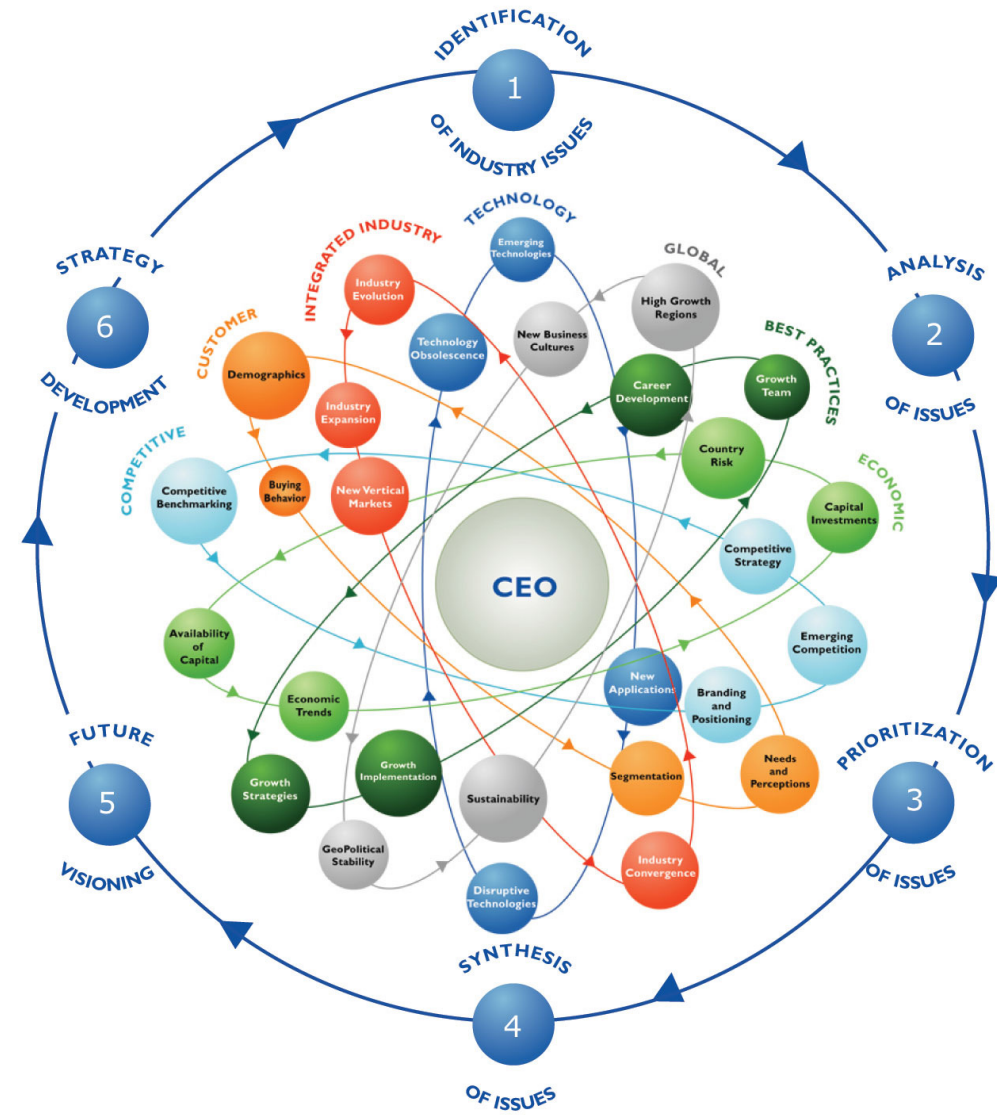 IDENTIFICATION
1
OF INDUSTRY ISSUES
ANALYSIS
2
OF ISSUES
PRIORITIZATION
3
OF ISSUES
SYNTHESIS
4
OF ISSUES
FUTURE
5
VISIONING
STRATEGY
6
DEVELOPMENT
TECHNOLOGY
Emerging
Technologies
Technology
Obsolescence
New
Applications
Disruptive
Technologies
INTEGRATED INDUSTRY
Industry
Evolution
Industry
Expansion
New Vertical
Markets
Industry
Convergence
GLOBAL
High Growth
Regions
New Business
Cultures
Sustainability
GeoPolitical
Stability
CUSTOMER
Demographics
Buying
Behavior
Segmentation
Needs
and
Perceptions
BEST PRACTICES
Growth
Team
Career
Development
Growth
Implementation
Growth
Strategies
COMPETITIVE
Competitive
Benchmarking
Competitive
Strategy
Emerging
Competition
Branding
and
Positioning
ECONOMIC
Country
Risk
Capital
Investments
Availability
of
Capital
Economic
Trends
CEO